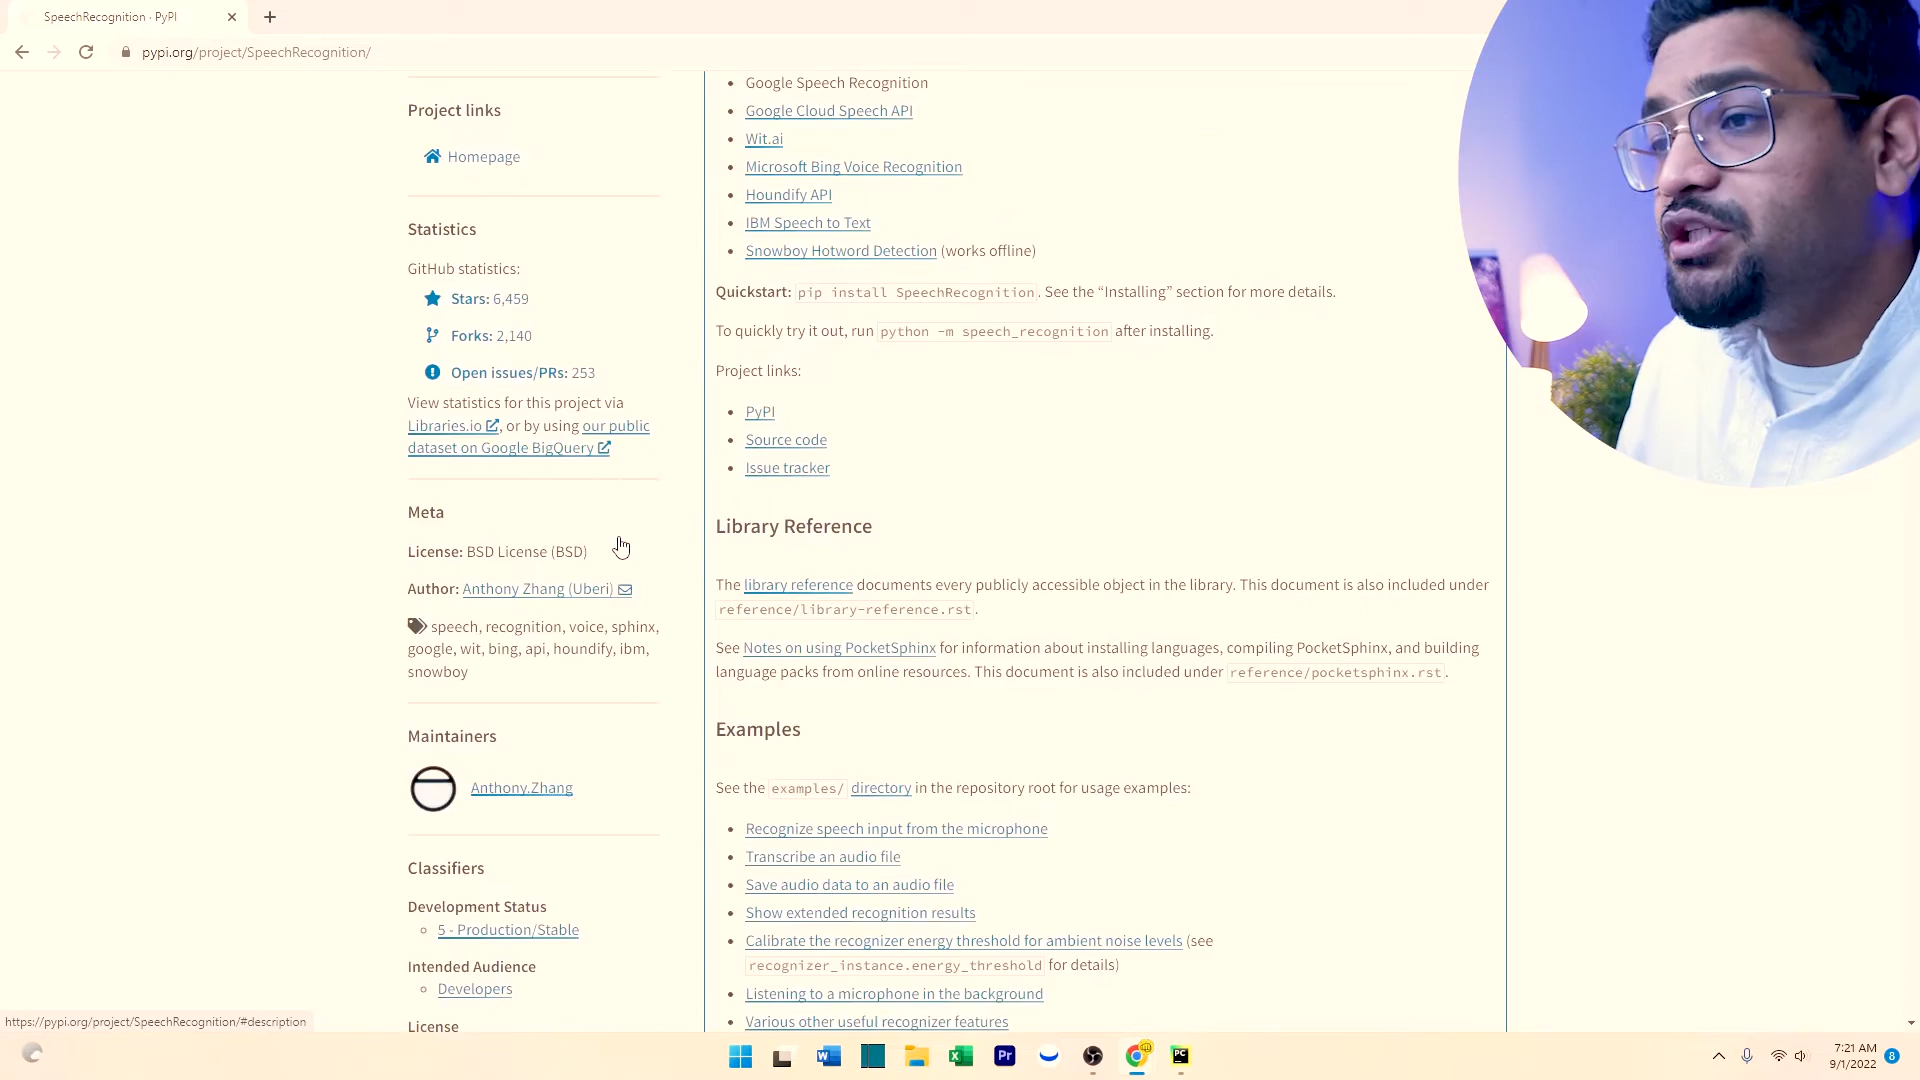 SpeechRecognition · PyPI
pypi.org/project/SpeechRecognition/
Project links
Homepage
Statistics
GitHub statistics:
Stars: 6,459
Forks: 2,140
Open issues/PRs: 253
View statistics for this project via
Libraries.io, or by using our public
dataset on Google BigQuery
Meta
License: BSD License (BSD)
Author: Anthony Zhang (Uberi)
speech, recognition, voice, sphinx,
google, wit, bing, api, houndify, ibm,
snowboy
Maintainers
Anthony.Zhang
Classifiers
Development Status
5 - Production/Stable
Intended Audience
Developers
License
Google Speech Recognition
Google Cloud Speech API
Wit.ai
Microsoft Bing Voice Recognition
Houndify API
IBM Speech to Text
Snowboy Hotword Detection (works offline)
Quickstart: pip install SpeechRecognition. See the “Installing” section for more details.
To quickly try it out, run python -m speech_recognition after installing.
Project links:
PyPI
Source code
Issue tracker
Library Reference
The library reference documents every publicly accessible object in the library. This document is also included under
reference/library-reference.rst.
See Notes on using PocketSphinx for information about installing languages, compiling PocketSphinx, and building
language packs from online resources. This document is also included under reference/pocketsphinx.rst.
Examples
See the examples/ directory in the repository root for usage examples:
Recognize speech input from the microphone
Transcribe an audio file
Save audio data to an audio file
Show extended recognition results
Calibrate the recognizer energy threshold for ambient noise levels (see
recognizer_instance.energy_threshold for details)
Listening to a microphone in the background
Various other useful recognizer features
https://pypi.org/project/SpeechRecognition/#description
W
Pr
PC
7:21 AM
9/1/2022
8